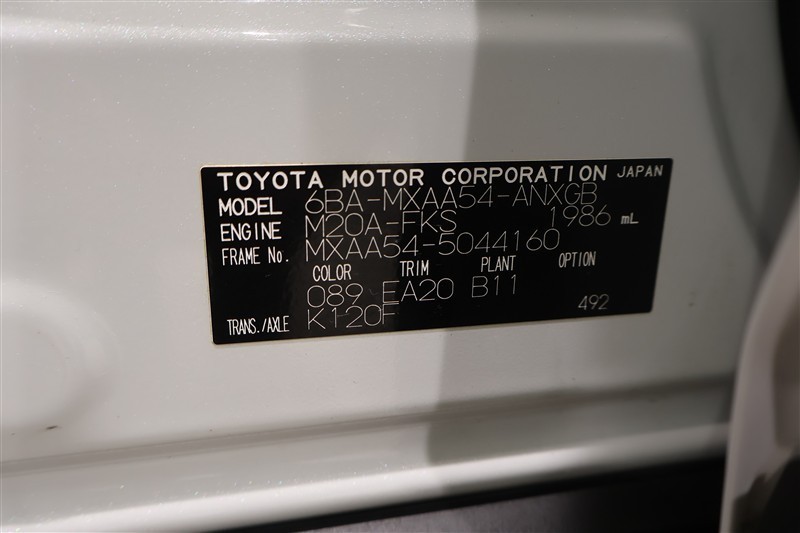 TOYOTA MOTOR CORPORATION JAPAN
MODEL 6BA-MXAA54-ANXGB
ENGINE M20A-FKS 1986 mL
FRAME No. MXAA54-5044160
COLOR TRIM PLANT OPTION
089 EA20 B11
TRANS./AXLE K120F 492